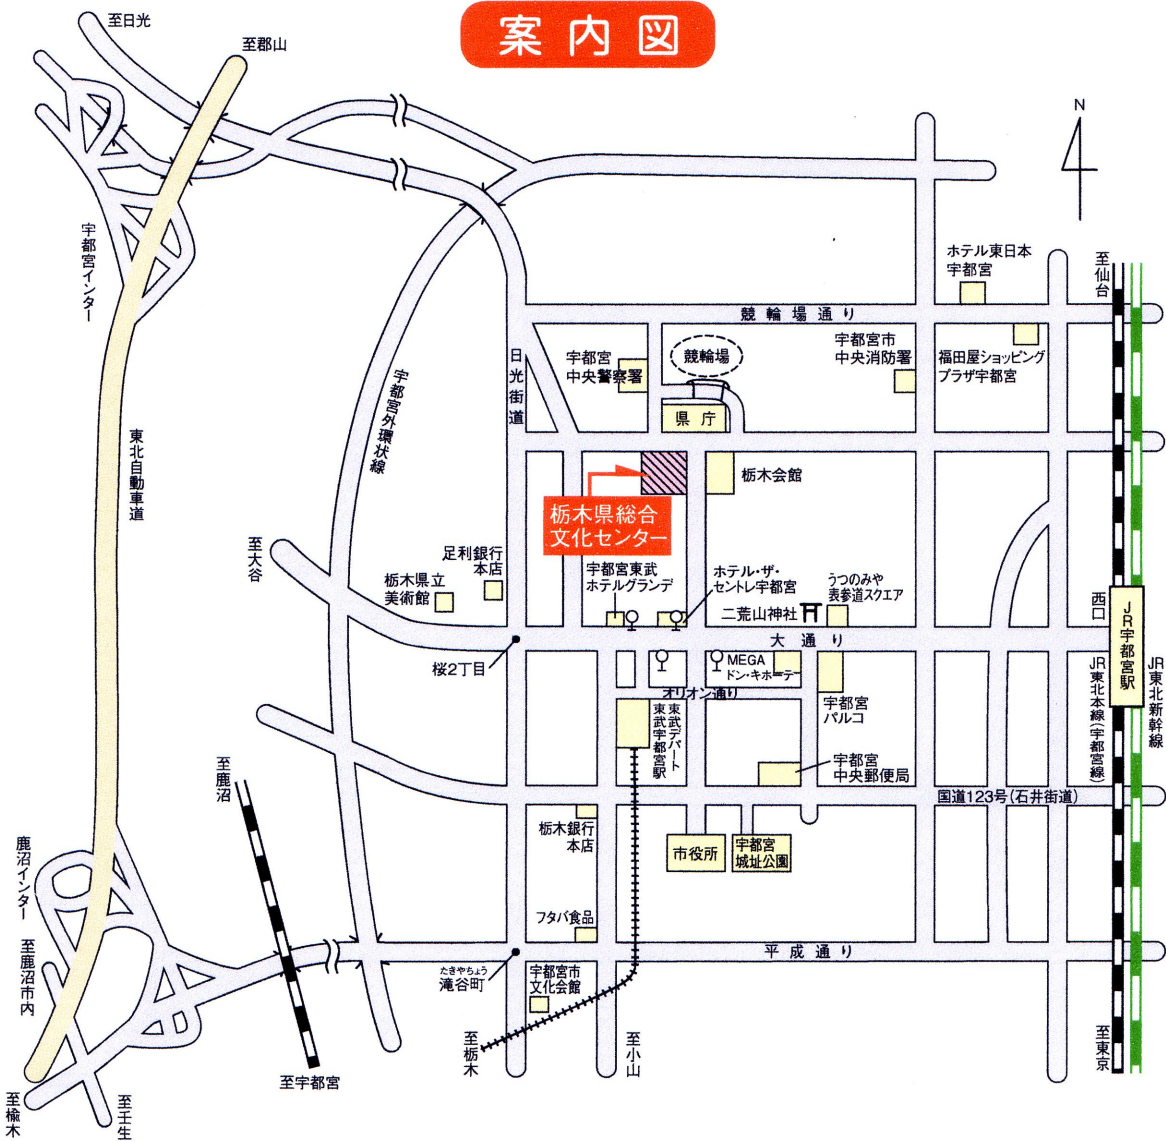 案内図
至日光
至郡山
N
宇都宮インター
ホテル東日本
宇都宮
至仙台
競輪場通り
日光街道
宇都宮
中央警察署
競輪場
宇都宮市
中央消防署
福田屋ショッピング
プラザ宇都宮
県庁
宇都宮外環状線
東北自動車道
栃木会館
栃木県総合
文化センター
至大谷
足利銀行
本店
栃木県立
美術館
宇都宮東武
ホテルグランデ
ホテル・ザ・
セントレ宇都宮
うつのみや
表参道スクエア
二荒山神社
西口
JR宇都宮駅
大通り
桜2丁目
MEGA
ドン・キホーテ
オリオン通り
東武デパート
東武宇都宮駅
宇都宮
パルコ
JR東北本線(宇都宮線)
JR東北新幹線
至鹿沼
宇都宮
中央郵便局
国道123号(石井街道)
栃木銀行
本店
市役所
宇都宮
城址公園
鹿沼インター
フタバ食品
至鹿沼市内
平成通り
たきやちょう
滝谷町
宇都宮市
文化会館
至栃木
至小山
至東京
至宇都宮
至楡木
至壬生